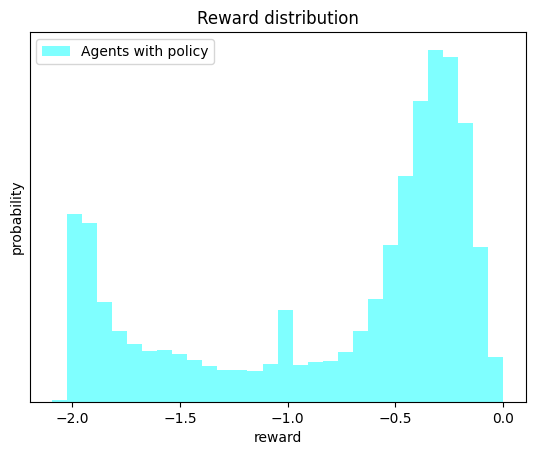 Reward distribution
Agents with policy
probability
−2.0 −1.5 −1.0 −0.5 0.0
reward